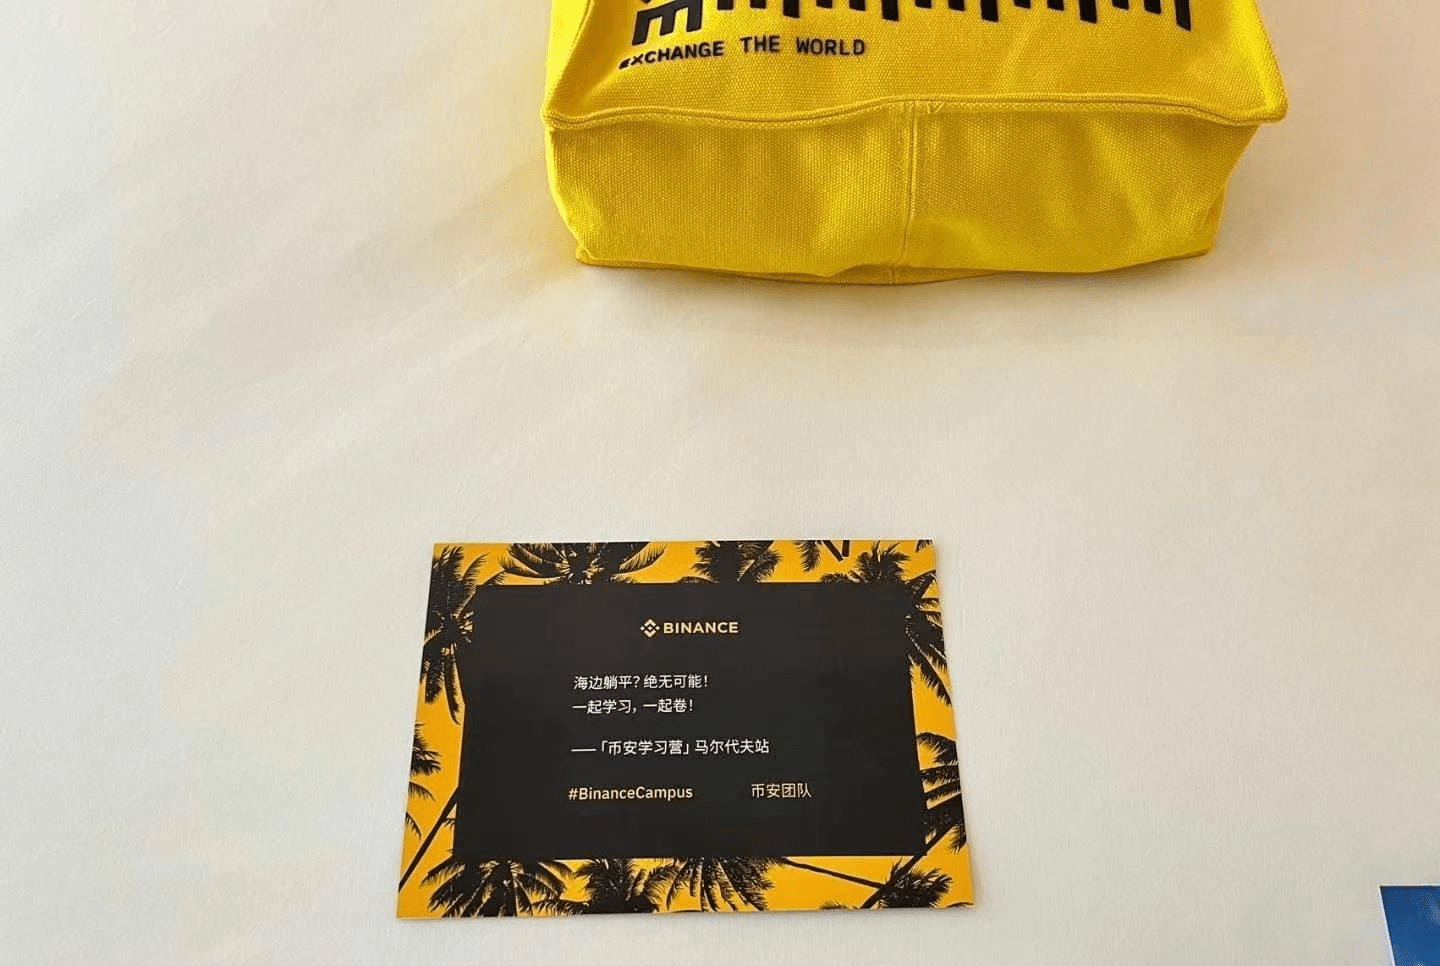 EXCHANGE THE WORLD
BINANCE
海边躺平？绝无可能！
一起学习，一起卷！
——「币安学习营」马尔代夫站
#BinanceCampus 币安团队